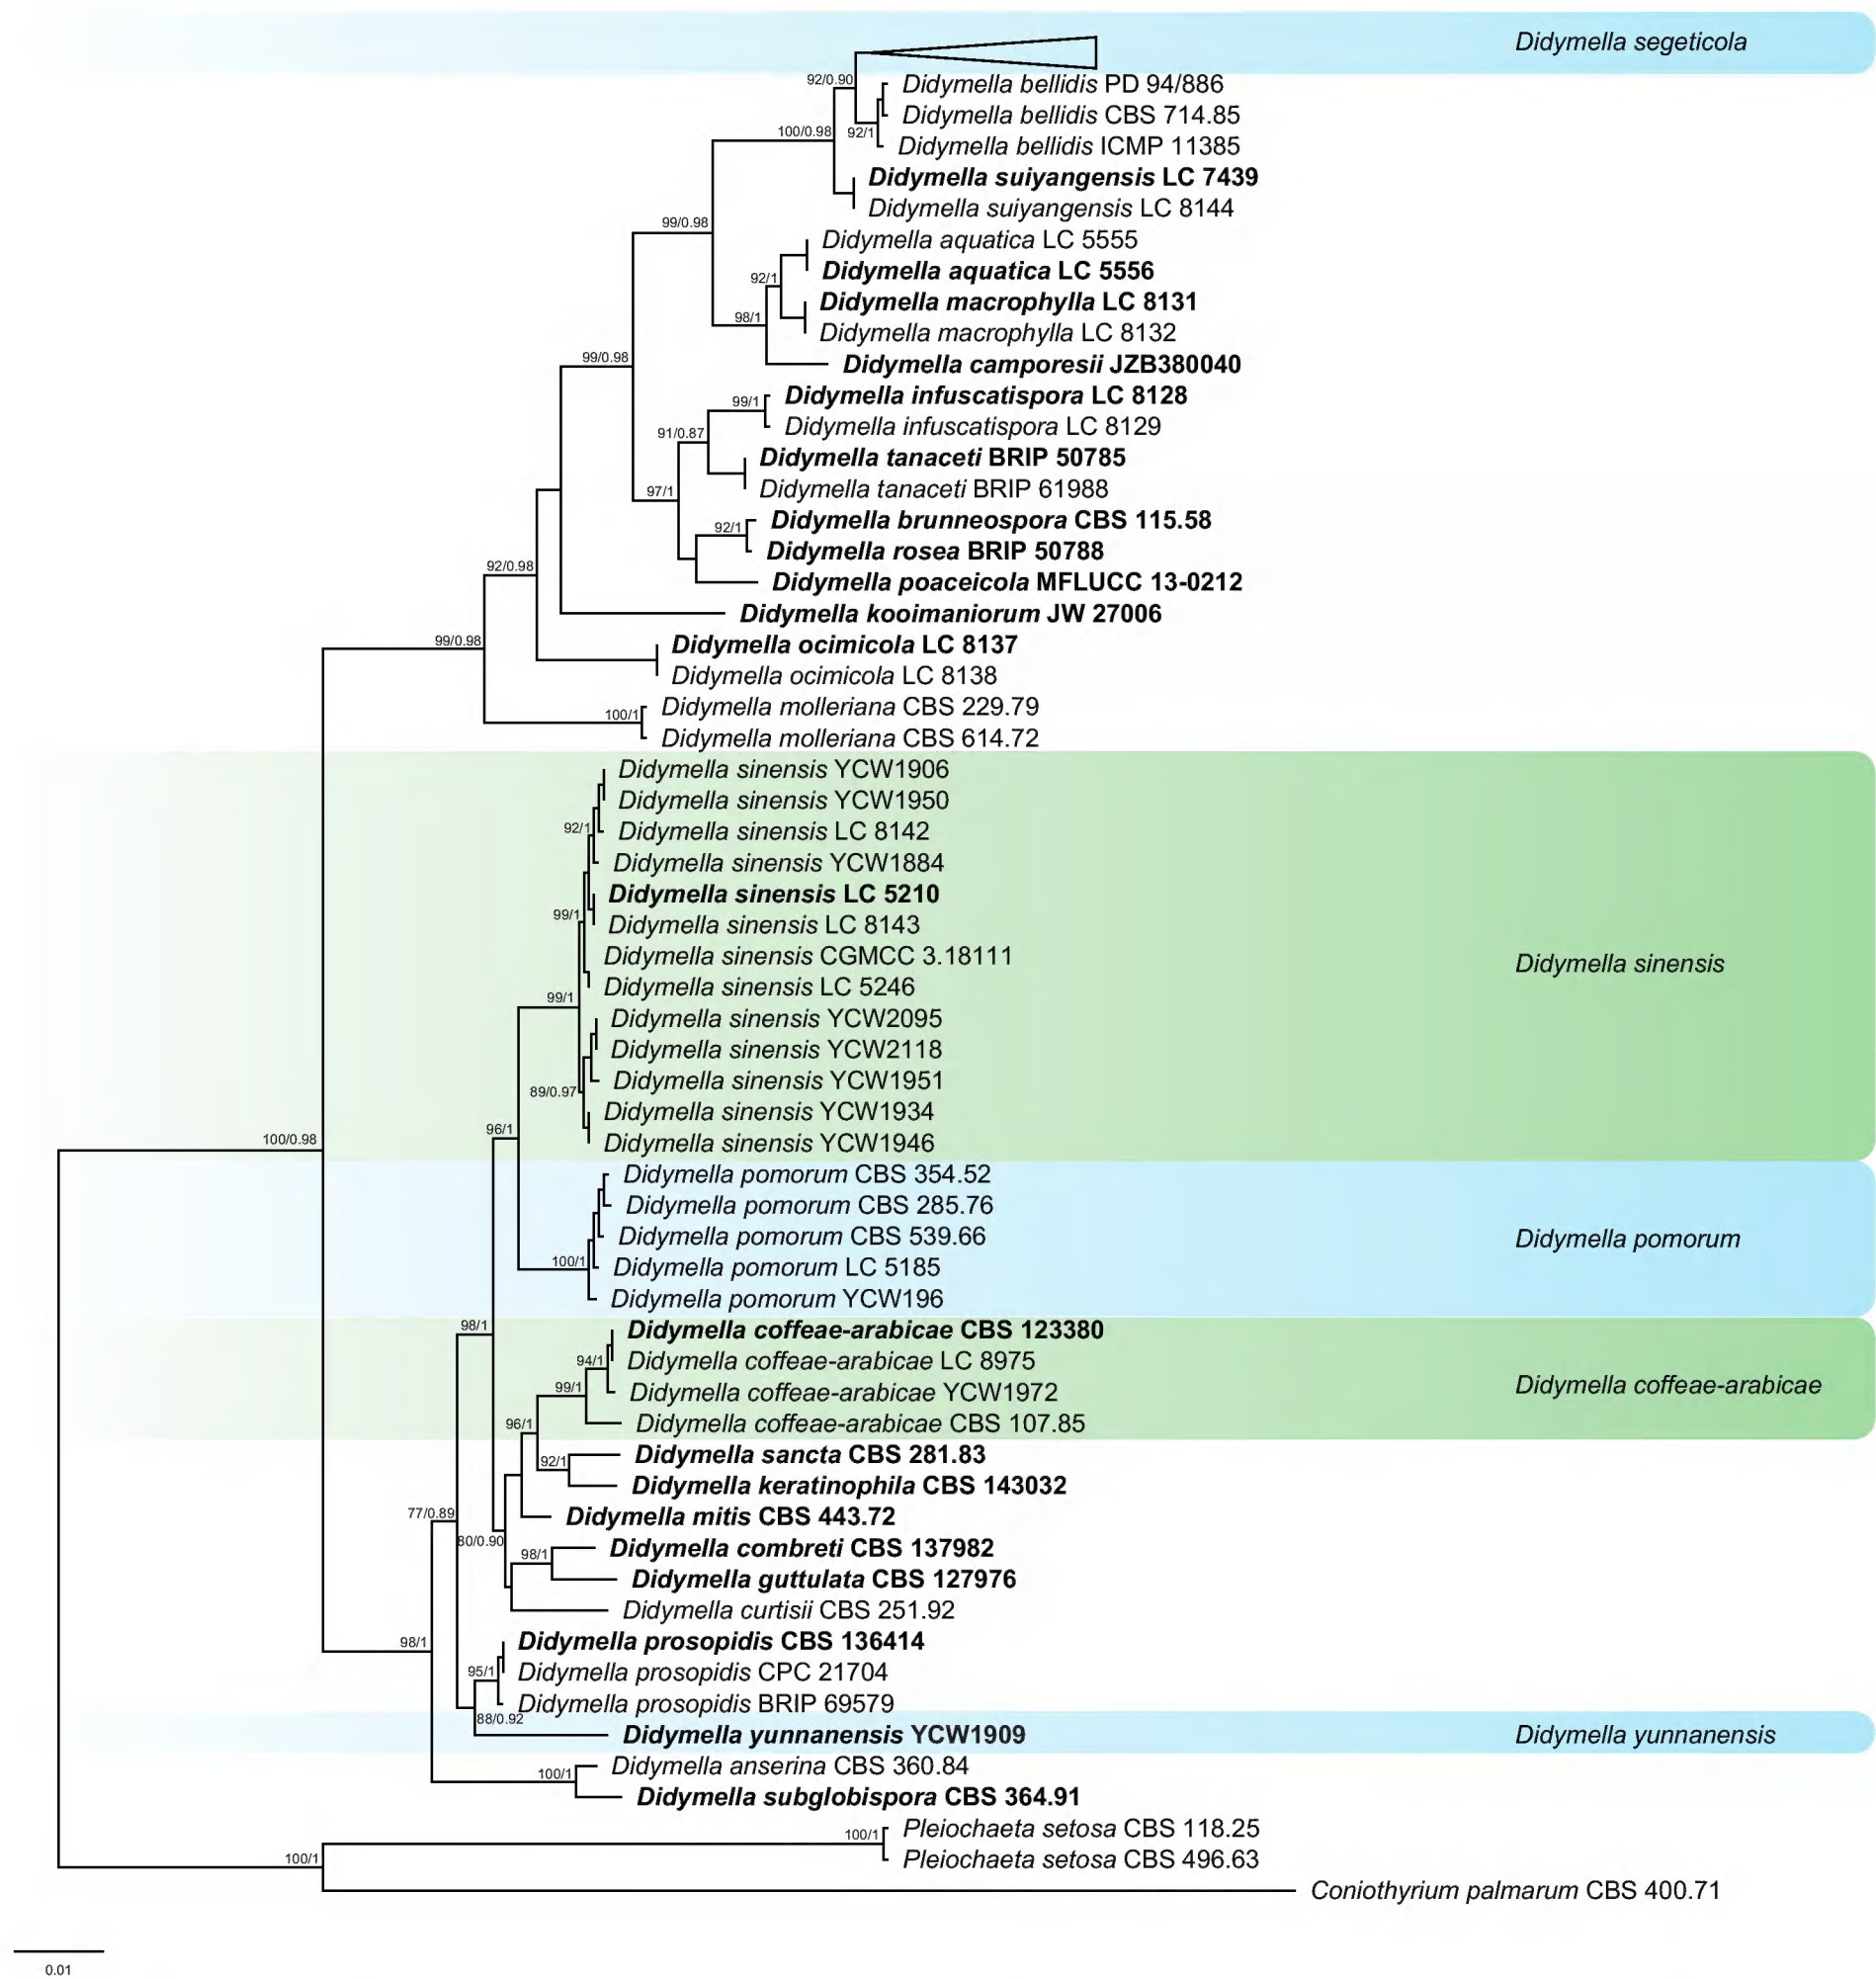 Didymella segeticola
92/0.90
Didymella bellidis PD 94/886
Didymella bellidis CBS 714.85
100/0.98
92/1
Didymella bellidis ICMP 11385
Didymella suiyangensis LC 7439
Didymella suiyangensis LC 8144
99/0.98
Didymella aquatica LC 5555
Didymella aquatica LC 5556
92/1
Didymella macrophylla LC 8131
98/1
Didymella macrophylla LC 8132
99/0.98
Didymella camporesii JZB380040
Didymella infuscatispora LC 8128
99/1
Didymella infuscatispora LC 8129
91/0.87
Didymella tanaceti BRIP 50785
Didymella tanaceti BRIP 61988
97/1
Didymella brunneospora CBS 115.58
92/1
Didymella rosea BRIP 50788
92/0.98
Didymella poaceicola MFLUCC 13-0212
Didymella kooimaniorum JW 27006
99/0.98
Didymella ocimicola LC 8137
Didymella ocimicola LC 8138
Didymella molleriana CBS 229.79
100/1
Didymella molleriana CBS 614.72
Didymella sinensis YCW1906
Didymella sinensis YCW1950
92/1
Didymella sinensis LC 8142
Didymella sinensis YCW1884
Didymella sinensis LC 5210
99/1
Didymella sinensis LC 8143
Didymella sinensis CGMCC 3.18111
Didymella sinensis
Didymella sinensis LC 5246
99/1
Didymella sinensis YCW2095
Didymella sinensis YCW2118
Didymella sinensis YCW1951
89/0.97
Didymella sinensis YCW1934
96/1
Didymella sinensis YCW1946
100/0.98
Didymella pomorum CBS 354.52
Didymella pomorum CBS 285.76
Didymella pomorum CBS 539.66
Didymella pomorum
100/1
Didymella pomorum LC 5185
Didymella pomorum YCW196
98/1
Didymella coffeae-arabicae CBS 123380
94/1
Didymella coffeae-arabicae LC 8975
99/1
Didymella coffeae-arabicae YCW1972
Didymella coffeae-arabicae
96/1
Didymella coffeae-arabicae CBS 107.85
Didymella sancta CBS 281.83
92/1
Didymella keratinophila CBS 143032
77/0.89
Didymella mitis CBS 443.72
80/0.90
Didymella combreti CBS 137982
98/1
Didymella guttulata CBS 127976
Didymella curtisii CBS 251.92
98/1
Didymella prosopidis CBS 136414
95/1
Didymella prosopidis CPC 21704
Didymella prosopidis BRIP 69579
88/0.92
Didymella yunnanensis YCW1909
Didymella yunnanensis
Didymella anserina CBS 360.84
100/1
Didymella subglobispora CBS 364.91
Pleiochaeta setosa CBS 118.25
100/1
Pleiochaeta setosa CBS 496.63
100/1
Coniothyrium palmarum CBS 400.71
0.01